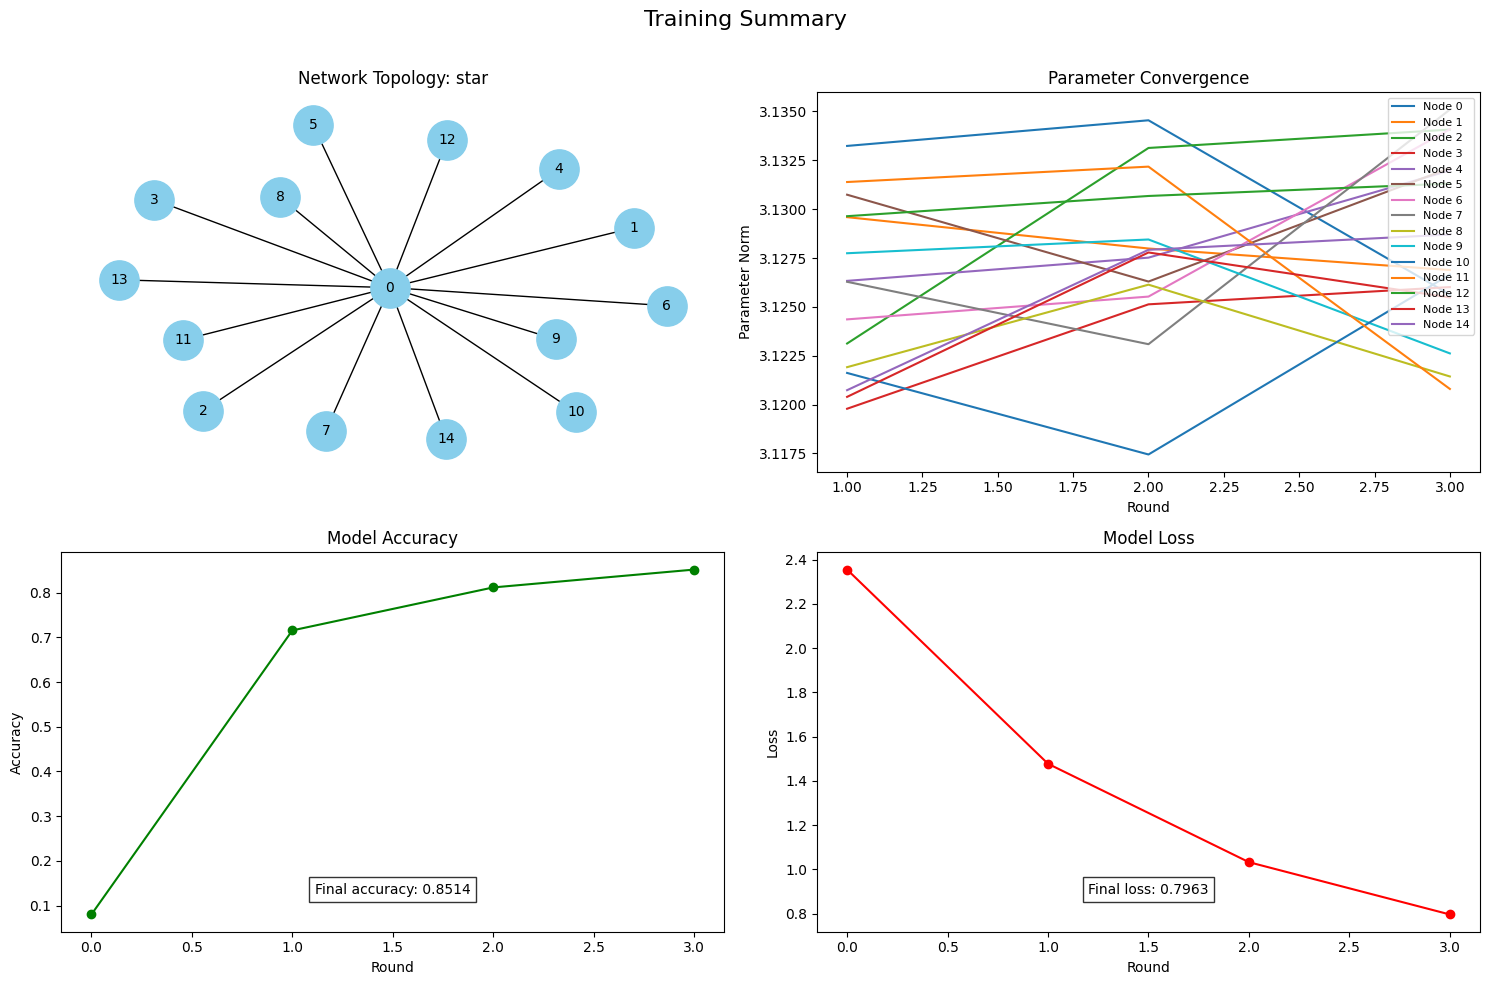 Training Summary
Network Topology: star
5
12
4
3
8
1
13
0
6
11
9
2
7
14
10
Parameter Convergence
Parameter Norm
3.1350
3.1325
3.1300
3.1275
3.1250
3.1225
3.1200
3.1175
Node 0
Node 1
Node 2
Node 3
Node 4
Node 5
Node 6
Node 7
Node 8
Node 9
Node 10
Node 11
Node 12
Node 13
Node 14
1.00 1.25 1.50 1.75 2.00 2.25 2.50 2.75 3.00
Round
Model Accuracy
Accuracy
0.8
0.7
0.6
0.5
0.4
0.3
0.2
0.1
Final accuracy: 0.8514
0.0 0.5 1.0 1.5 2.0 2.5 3.0
Round
Model Loss
Loss
2.4
2.2
2.0
1.8
1.6
1.4
1.2
1.0
0.8
Final loss: 0.7963
0.0 0.5 1.0 1.5 2.0 2.5 3.0
Round